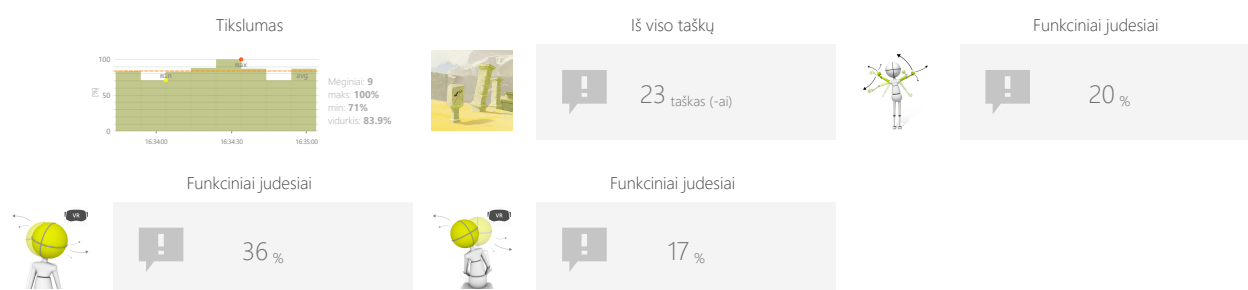 Tikslumas
Iš viso taškų
Funkciniai judesiai
100
max
min
avg
[%]
50
0
16:34:00
16:34:30
16:35:00
Mėginiai: 9
maks: 100%
min: 71%
vidurkis: 83.9%
23 taškas (-ai)
20 %
Funkciniai judesiai
Funkciniai judesiai
VR
36 %
VR
17 %